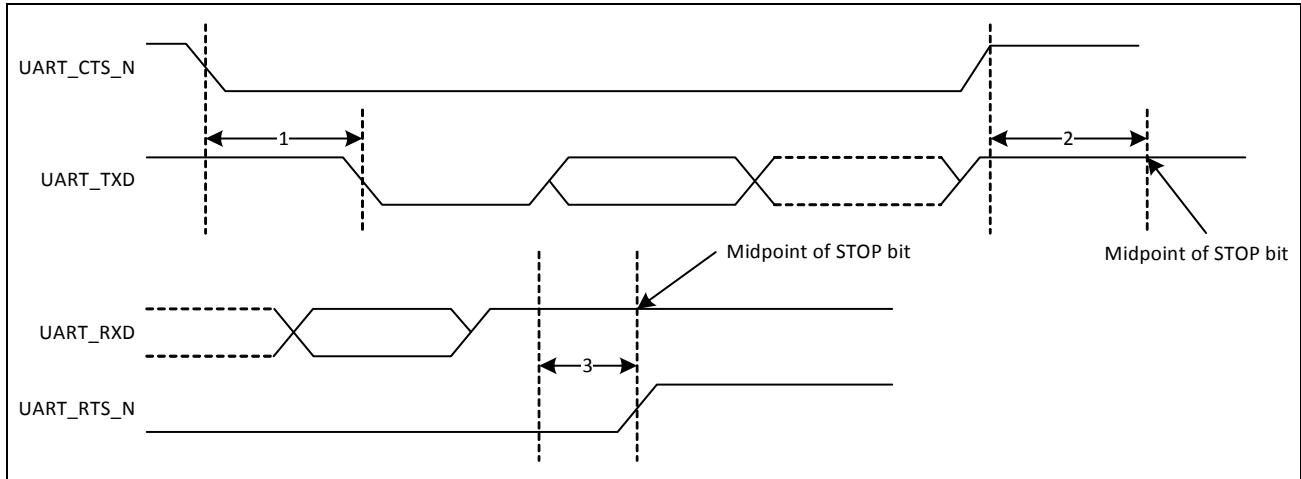 UART_CTS_N
1
2
UART_TXD
Midpoint of STOP bit
Midpoint of STOP bit
UART_RXD
3
UART_RTS_N